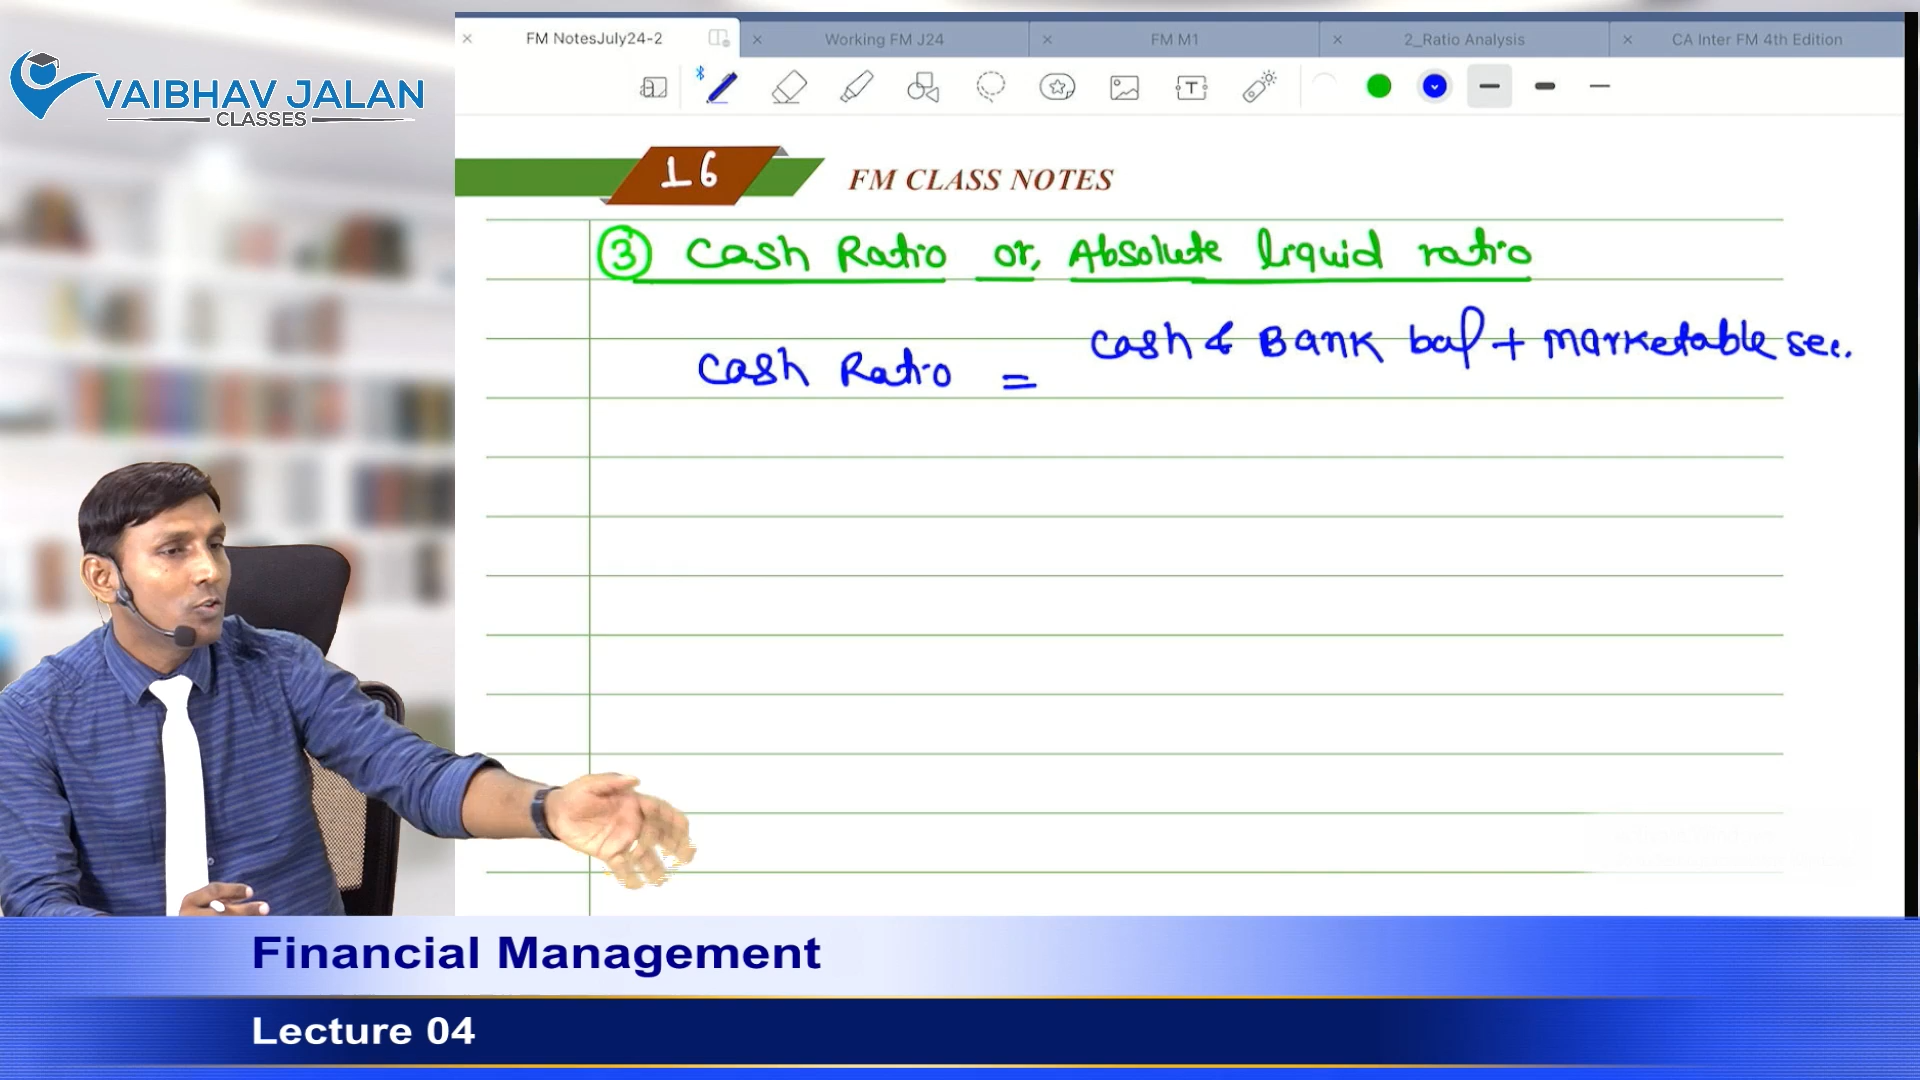 FM NotesJuly24-2
Working FM J24
FM M1
2_Ratio Analysis
CA Inter FM 4th Edition
VAIBHAV JALAN
CLASSES
16
FM CLASS NOTES
③ Cash Ratio or, Absolute liquid ratio
Cash Ratio = Cash & Bank bal + Marketable sec.
Financial Management
Lecture 04